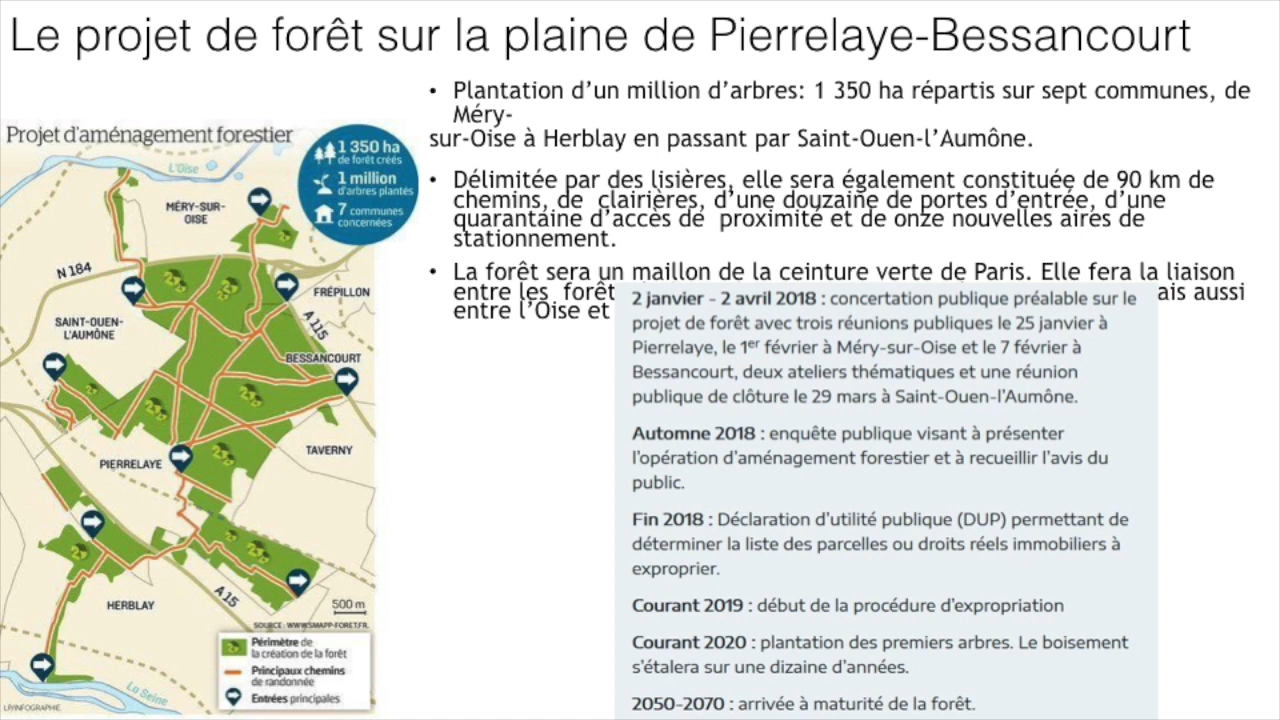 Le projet de forêt sur la plaine de Pierrelaye-Bessancourt
• Plantation d’un million d’arbres: 1 350 ha répartis sur sept communes, de
Méry-
sur-Oise à Herblay en passant par Saint-Ouen-l’Aumône.
• Délimitée par des lisières, elle sera également constituée de 90 km de
chemins, de clairières, d’une douzaine de portes d’entrée, d’une
quarantaine d’accès de proximité et de onze nouvelles aires de
stationnement.
• La forêt sera un maillon de la ceinture verte de Paris. Elle fera la liaison
entre les forêt
ais aussi
entre l’Oise et
Projet d'aménagement forestier
1 350 ha
de forêt créés
1 million
d'arbres plantés
7 communes
concernées
L'Oise
MÉRY-SUR-
OISE
N 184
FRÉPILLON
SAINT-OUEN-
L'AUMÔNE
A 115
BESSANCOURT
TAVERNY
PIERRELAYE
A 15
HERBLAY
500 m
SOURCE : WWW.SMAPP-FORET.FR.
Périmètre de
la création de la forêt
Principaux chemins
de randonnée
Entrées principales
La Seine
LP/INFOGRAPHIE.
2 janvier - 2 avril 2018 : concertation publique préalable sur le
projet de forêt avec trois réunions publiques le 25 janvier à
Pierrelaye, le 1er février à Méry-sur-Oise et le 7 février à
Bessancourt, deux ateliers thématiques et une réunion
publique de clôture le 29 mars à Saint-Ouen-l’Aumône.
Automne 2018 : enquête publique visant à présenter
l’opération d’aménagement forestier et à recueillir l’avis du
public.
Fin 2018 : Déclaration d’utilité publique (DUP) permettant de
déterminer la liste des parcelles ou droits réels immobiliers à
exproprier.
Courant 2019 : début de la procédure d’expropriation
Courant 2020 : plantation des premiers arbres. Le boisement
s’étalera sur une dizaine d’années.
2050-2070 : arrivée à maturité de la forêt.